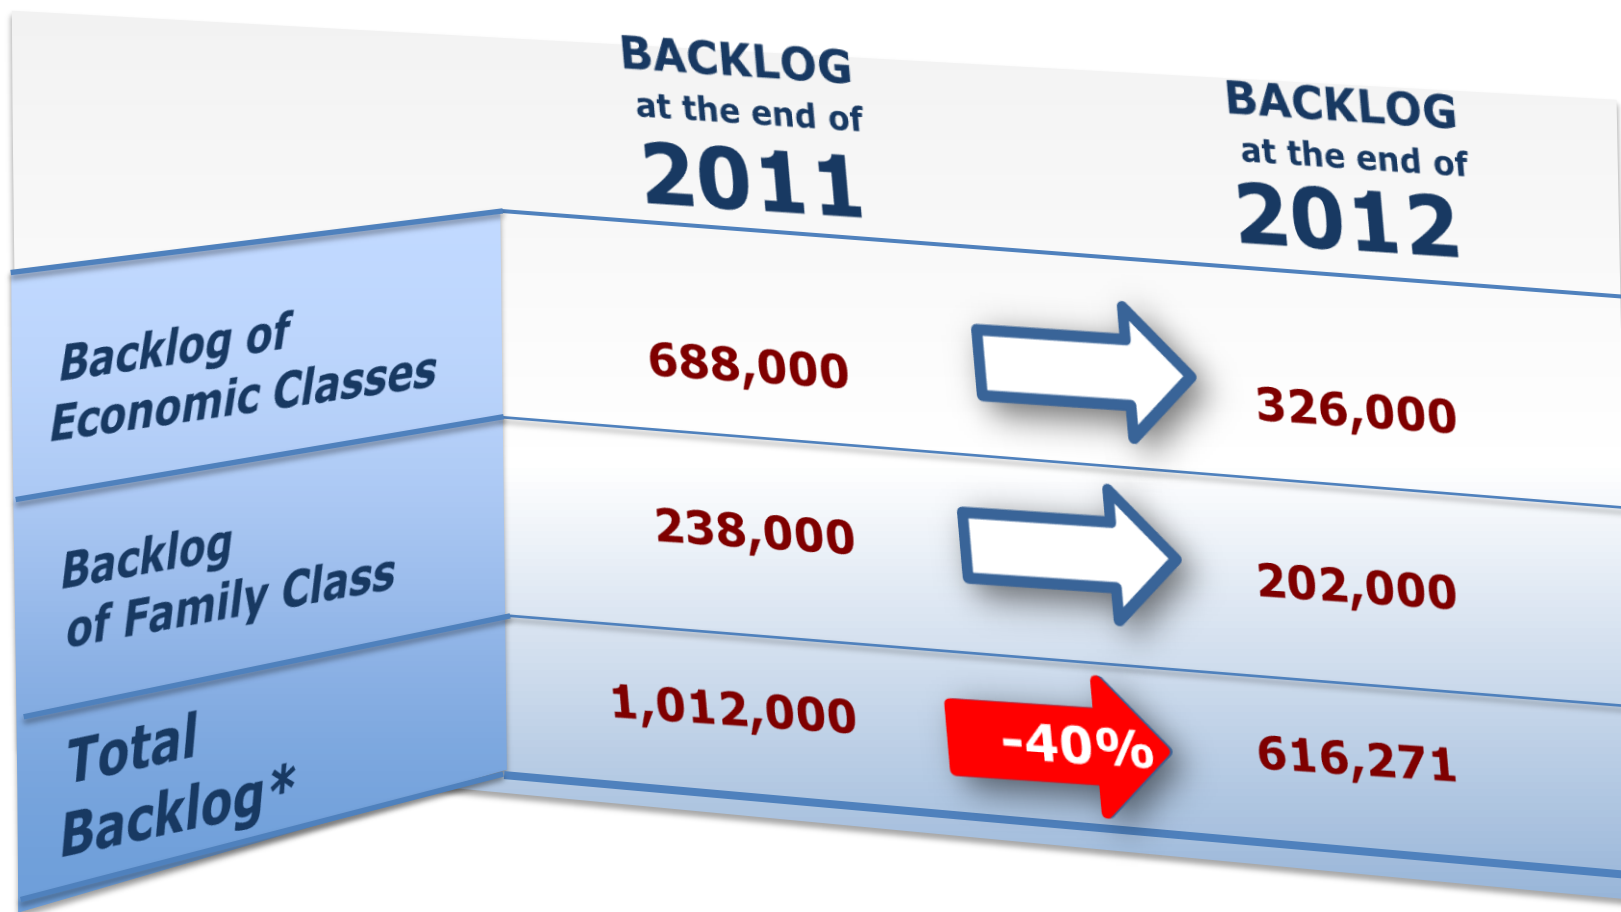 BACKLOG
at the end of
2011
BACKLOG
at the end of
2012
Backlog of
Economic Classes
688,000
326,000
Backlog
of Family Class
238,000
202,000
Total
Backlog*
1,012,000
-40%
616,271